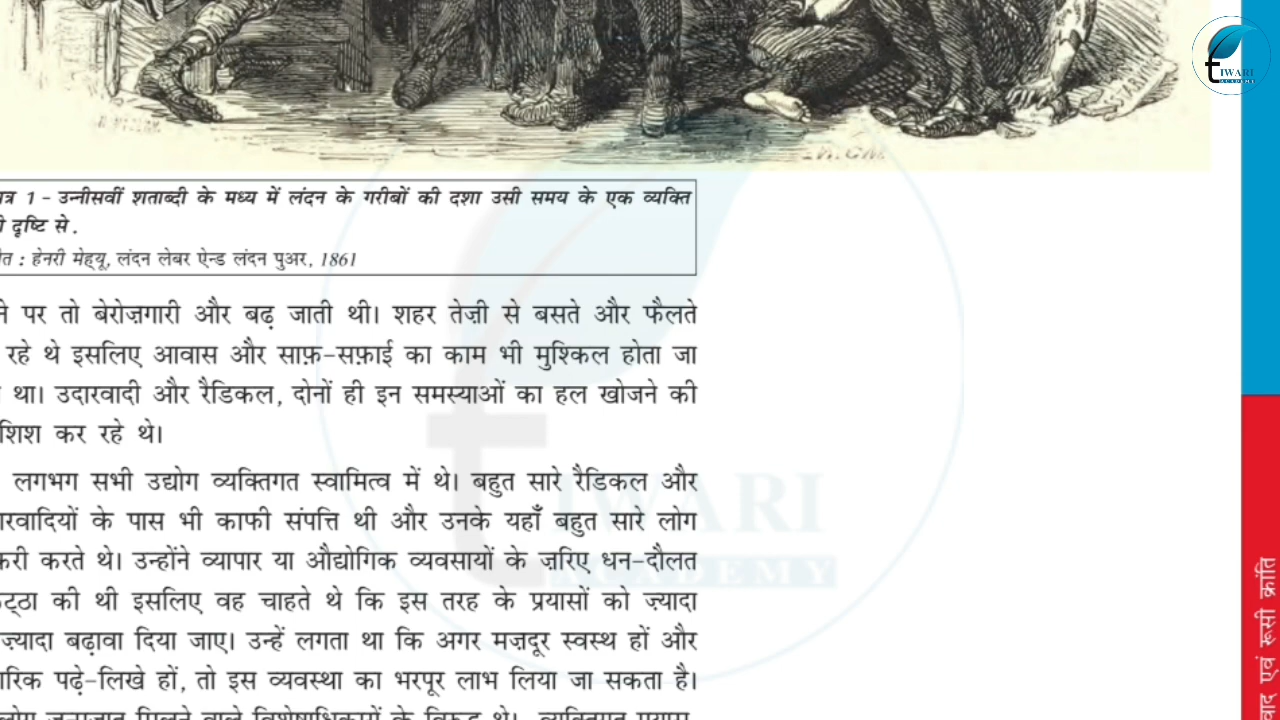 1 - उन्नीसवीं शताब्दी के मध्य में लंदन के गरीबों की दशा उसी समय के एक व्यक्ति
दृष्टि से.
: हेनरी मेह्यू, लंदन लेबर ऐन्ड लंदन पुअर, 1861
पर तो बेरोज़गारी और बढ़ जाती थी। शहर तेज़ी से बसते और फैलते
रहे थे इसलिए आवास और साफ़-सफ़ाई का काम भी मुश्किल होता जा
था। उदारवादी और रैडिकल, दोनों ही इन समस्याओं का हल खोजने की
शिश कर रहे थे।
लगभग सभी उद्योग व्यक्तिगत स्वामित्व में थे। बहुत सारे रैडिकल और
ारवादियों के पास भी काफी संपत्ति थी और उनके यहाँ बहुत सारे लोग
करी करते थे। उन्होंने व्यापार या औद्योगिक व्यवसायों के ज़रिए धन-दौलत
ट्ठा की थी इसलिए वह चाहते थे कि इस तरह के प्रयासों को ज़्यादा
ज़्यादा बढ़ावा दिया जाए। उन्हें लगता था कि अगर मज़दूर स्वस्थ हों और
गरिक पढ़े-लिखे हों, तो इस व्यवस्था का भरपूर लाभ लिया जा सकता है।
TIWARI
ACADEMY
TIWARI
ACADEMY
वाद एवं रूसी क्रांति